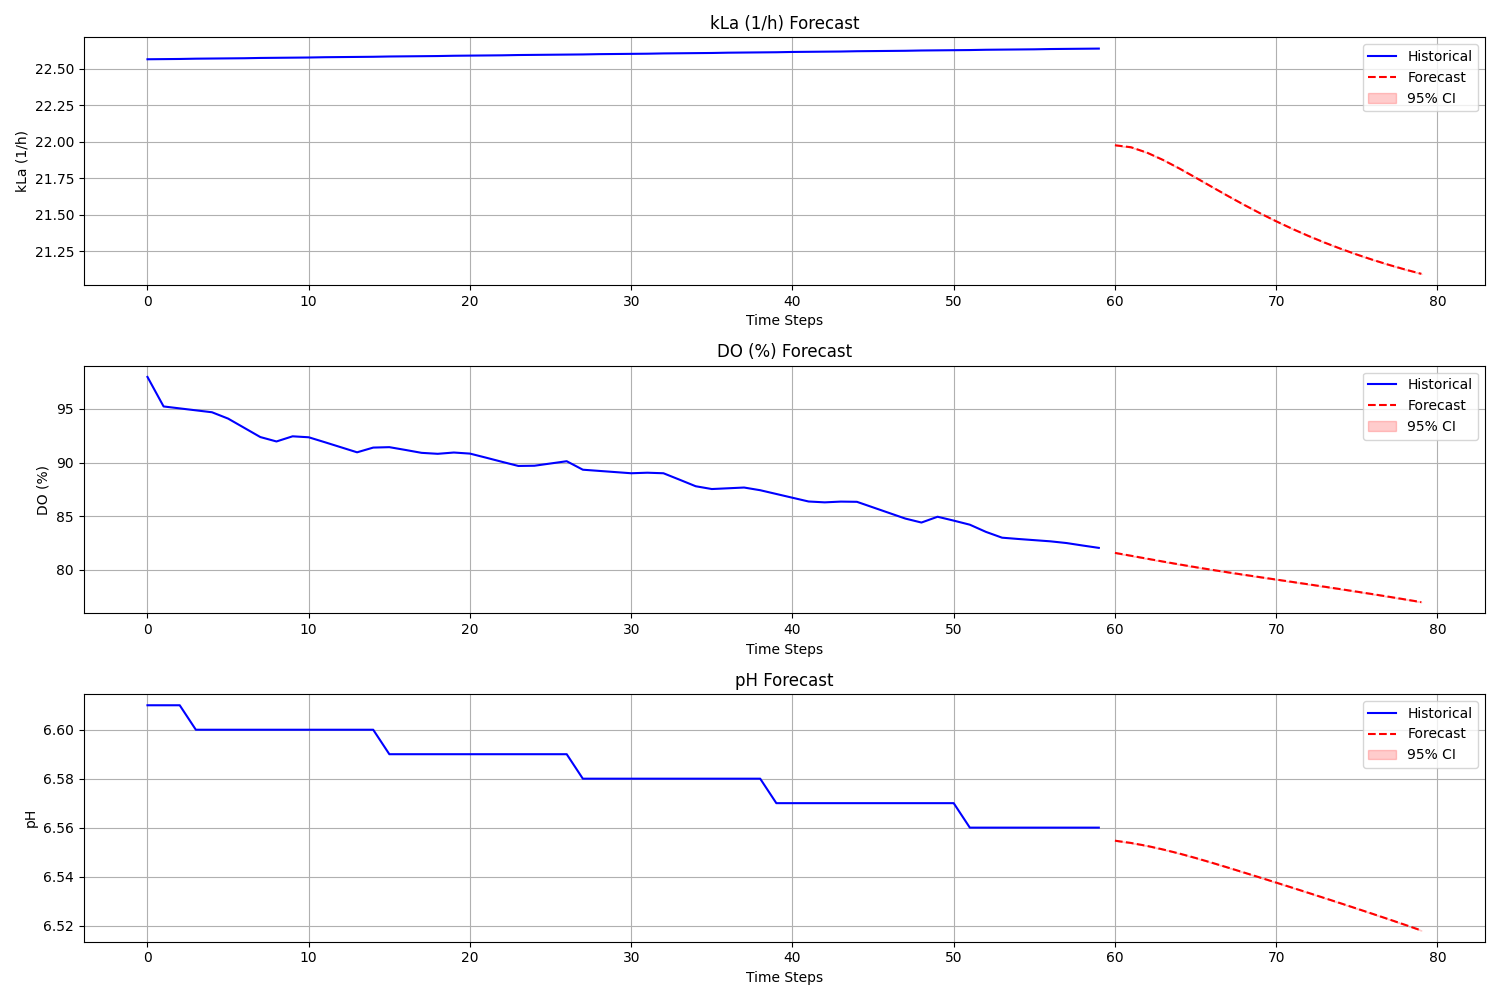 kLa (1/h) Forecast
kLa (1/h)
22.50
22.25
22.00
21.75
21.50
21.25
Historical
Forecast
95% CI
0 10 20 30 40 50 60 70 80
Time Steps
DO (%) Forecast
DO (%)
95
90
85
80
Historical
Forecast
95% CI
0 10 20 30 40 50 60 70 80
Time Steps
pH Forecast
pH
6.60
6.58
6.56
6.54
6.52
Historical
Forecast
95% CI
0 10 20 30 40 50 60 70 80
Time Steps